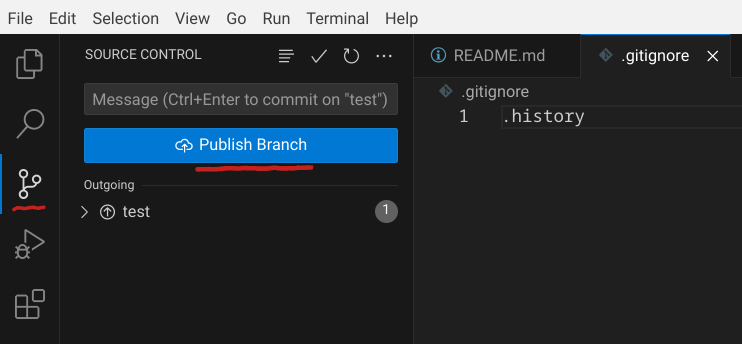 File Edit Selection View Go Run Terminal Help
SOURCE CONTROL
Message (Ctrl+Enter to commit on "test")
Publish Branch
Outgoing
test 1
README.md .gitignore
.gitignore
1 .history